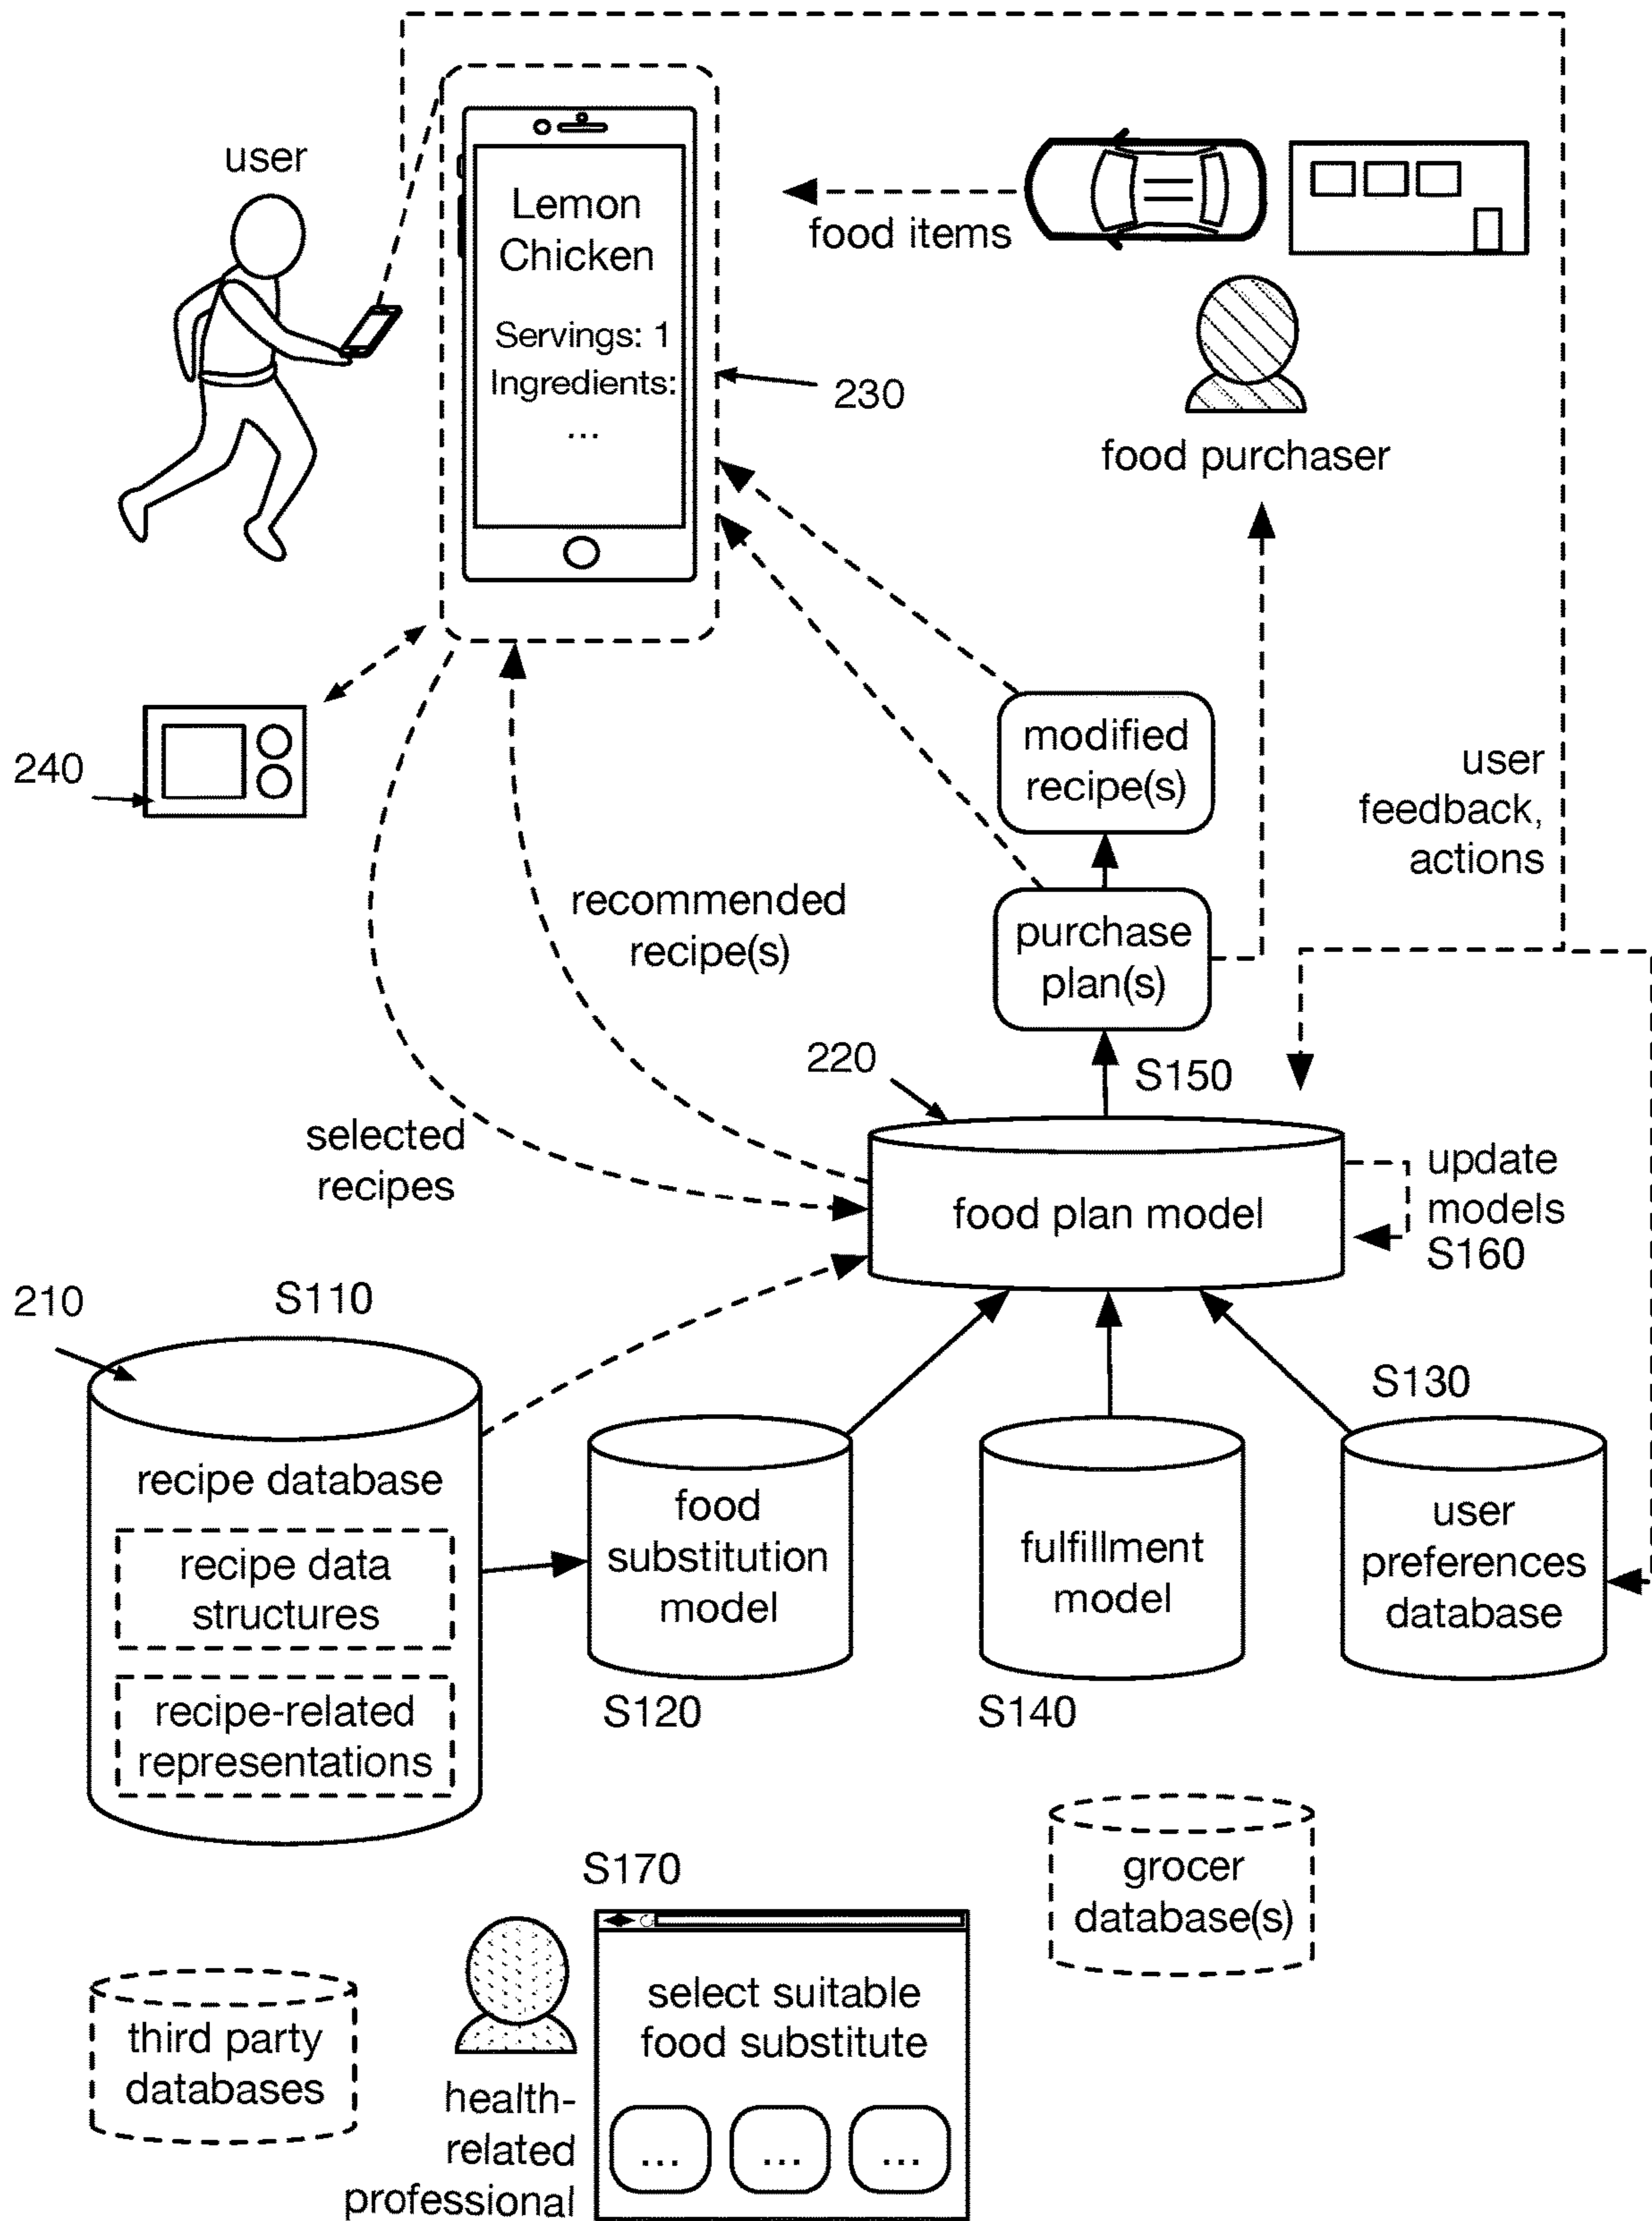 user
Lemon
Chicken
Servings: 1
Ingredients:
...
230
food items
food purchaser
240
modified
recipe(s)
user
feedback,
actions
recommended
recipe(s)
purchase
plan(s)
220
S150
selected
recipes
food plan model
update
models
S160
210
S110
S130
recipe database
recipe data
structures
recipe-related
representations
food
substitution
model
fulfillment
model
user
preferences
database
S120
S140
S170
grocer
database(s)
third party
databases
health-
related
professional
select suitable
food substitute
...
...
...